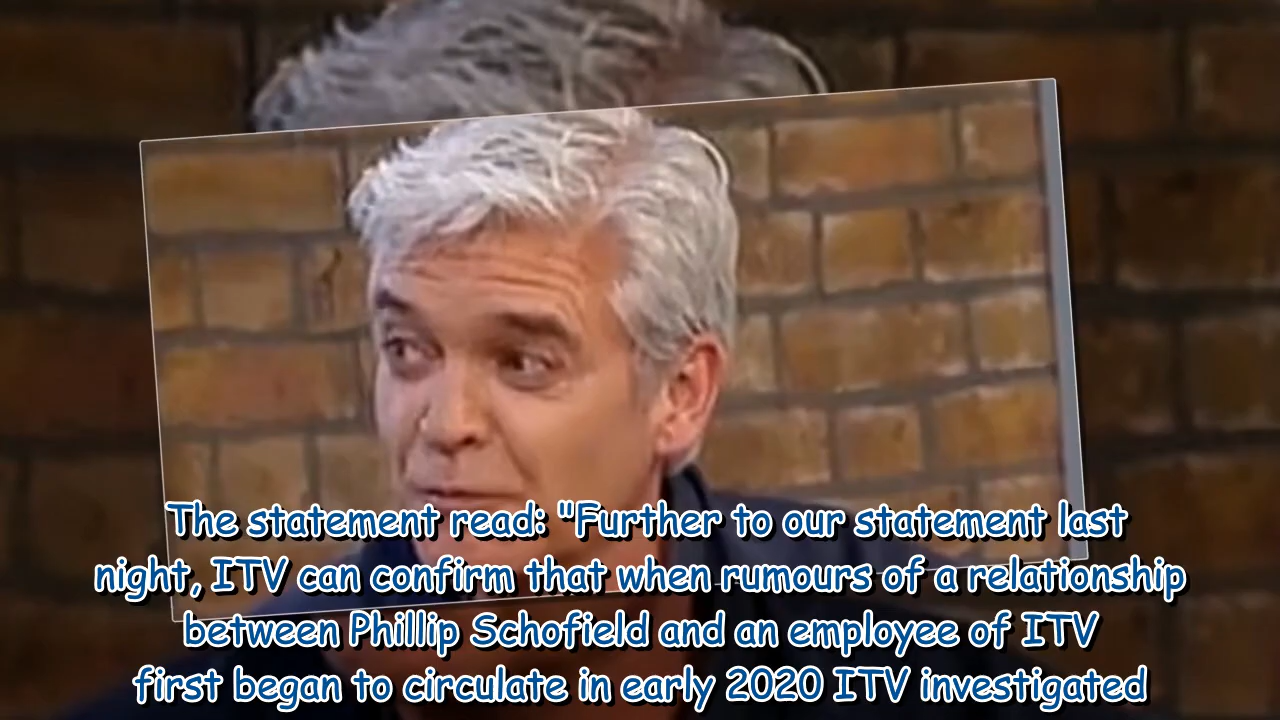 The statement read: "Further to our statement last
night, ITV can confirm that when rumours of a relationship
between Phillip Schofield and an employee of ITV
first began to circulate in early 2020 ITV investigated